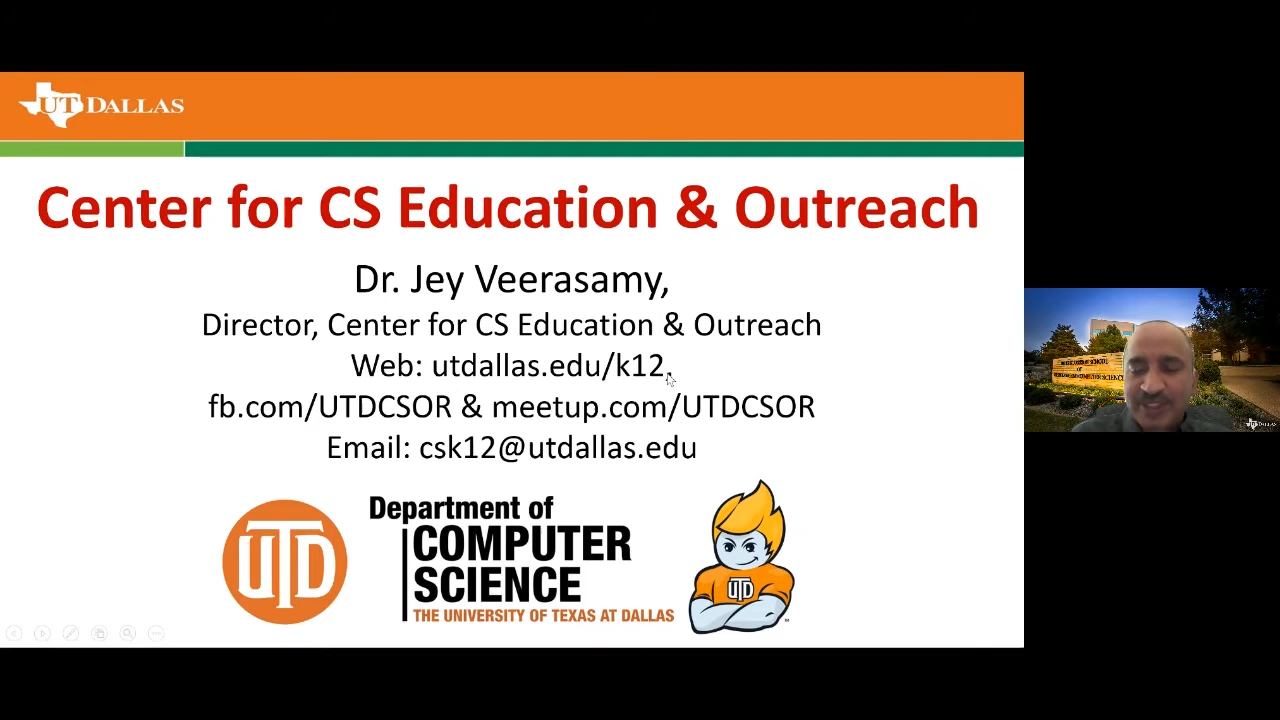 UT DALLAS
Center for CS Education & Outreach
Dr. Jey Veerasamy,
Director, Center for CS Education & Outreach
Web: utdallas.edu/k12,
fb.com/UTDCSOR & meetup.com/UTDCSOR
Email: csk12@utdallas.edu
UTD
Department of
COMPUTER
SCIENCE
THE UNIVERSITY OF TEXAS AT DALLAS
UTD